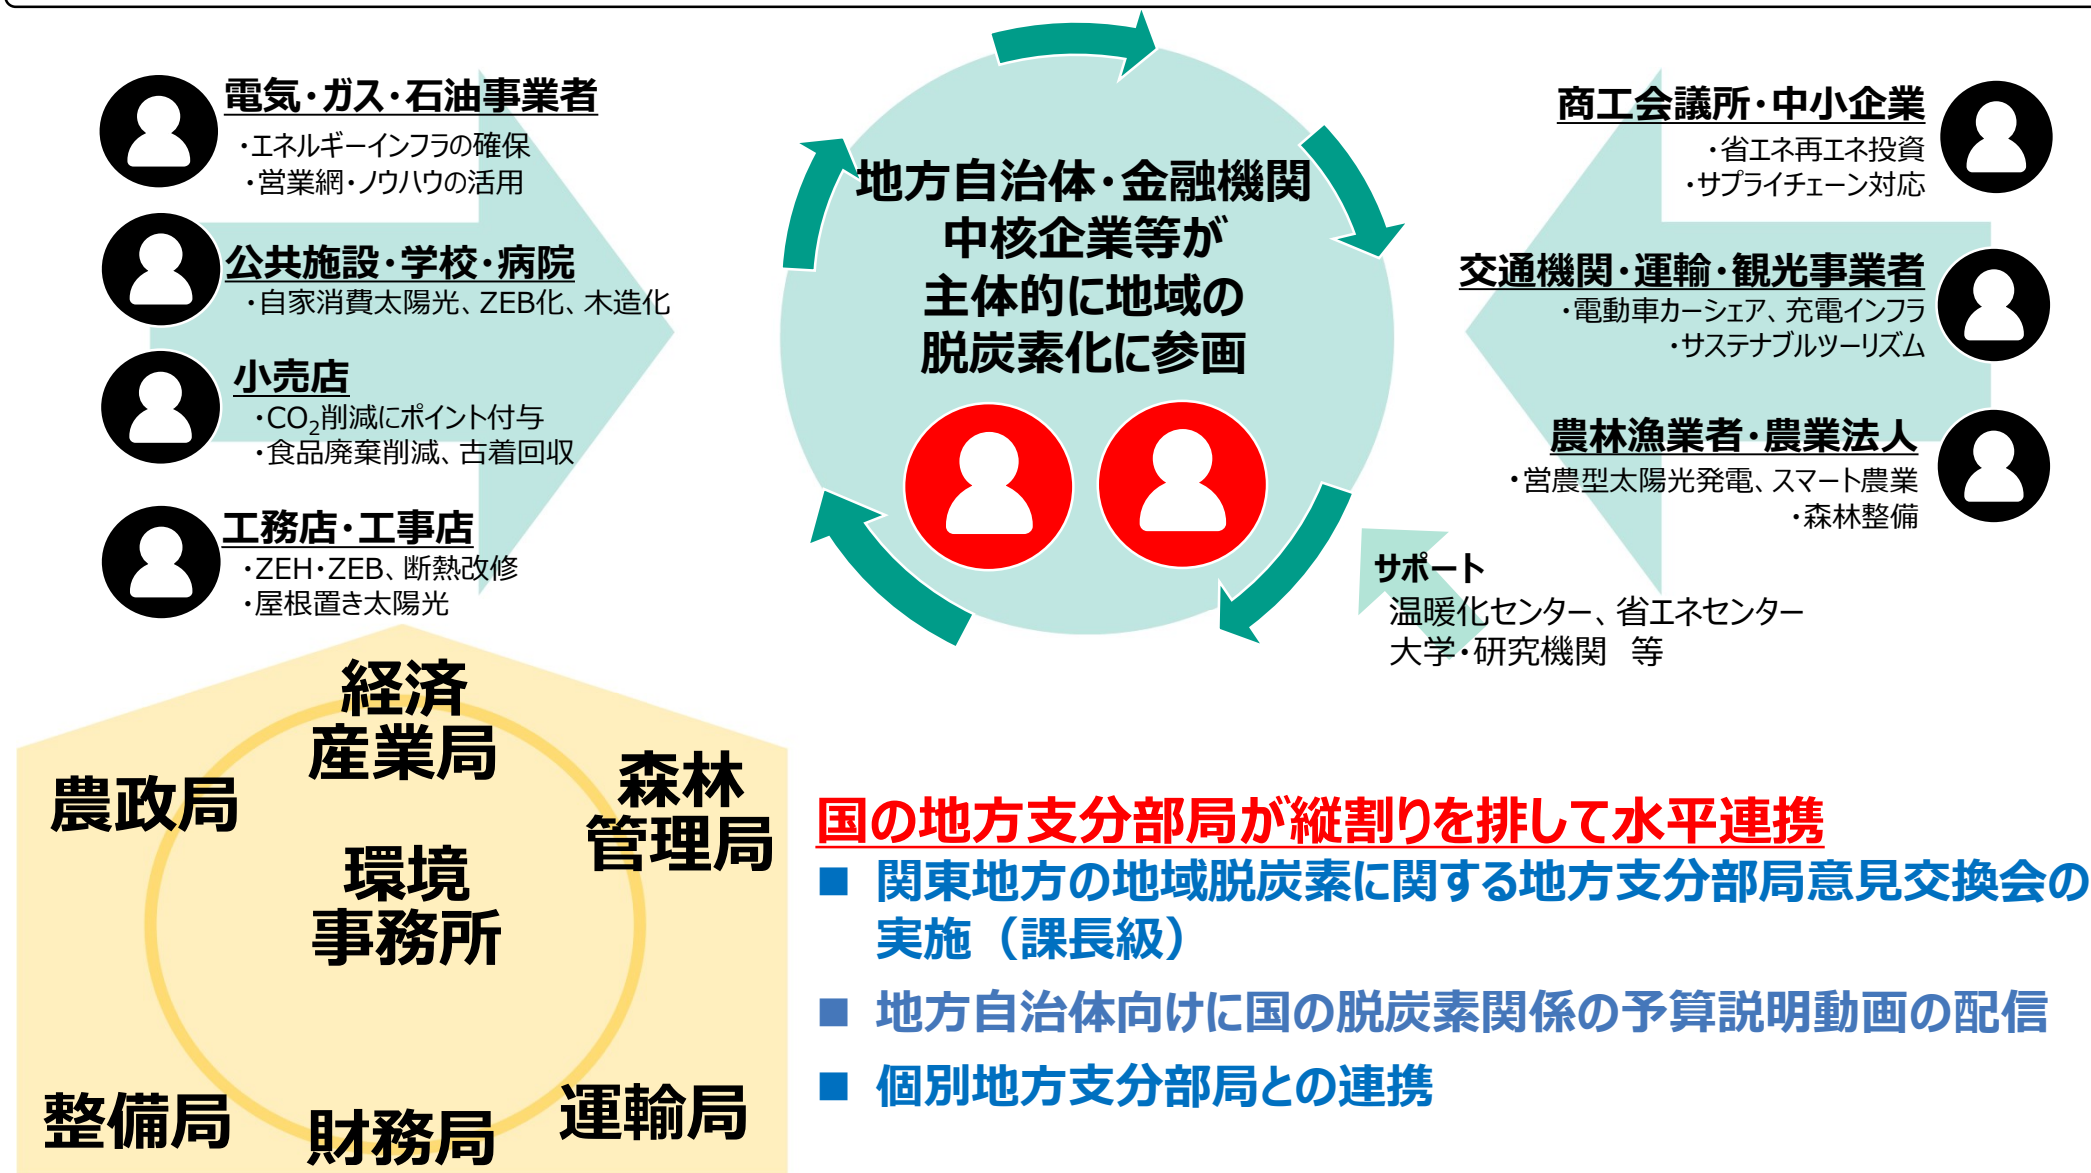 電気・ガス・石油事業者
・エネルギーインフラの確保
・営業網・ノウハウの活用
公共施設・学校・病院
・自家消費太陽光、ZEB化、木造化
小売店
・CO₂削減にポイント付与
・食品廃棄削減、古着回収
工務店・工事店
・ZEH・ZEB、断熱改修
・屋根置き太陽光
地方自治体・金融機関
中核企業等が
主体的に地域の
脱炭素化に参画
商工会議所・中小企業
・省エネ再エネ投資
・サプライチェーン対応
交通機関・運輸・観光事業者
・電動車カーシェア、充電インフラ
・サステナブルツーリズム
農林漁業者・農業法人
・営農型太陽光発電、スマート農業
・森林整備
サポート
温暖化センター、省エネセンター
大学・研究機関 等
経済
産業局
農政局
森林
管理局
環境
事務所
整備局
財務局
運輸局
国の地方支分部局が縦割りを排して水平連携
■ 関東地方の地域脱炭素に関する地方支分部局意見交換会の
実施（課長級）
■ 地方自治体向けに国の脱炭素関係の予算説明動画の配信
■ 個別地方支分部局との連携